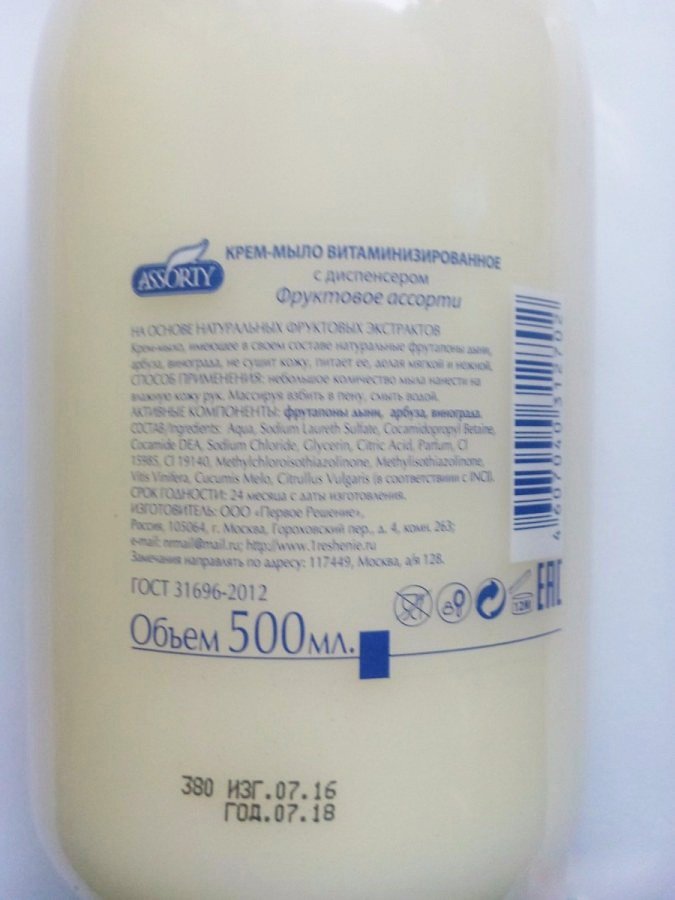 ASSORTY
КРЕМ-МЫЛО ВИТАМИНИЗИРОВАННОЕ
с диспенсером
Фруктовое ассорти
НА ОСНОВЕ НАТУРАЛЬНЫХ ФРУКТОВЫХ ЭКСТРАКТОВ
Крем-мыло, имеющее в своем составе натуральные фрутапоны дыни,
арбуза, винограда, не сушит кожу, питает ее, делая мягкой и нежной.
СПОСОБ ПРИМЕНЕНИЯ: небольшое количество мыла нанести на
влажную кожу рук. Массируя взбить в пену, смыть водой.
АКТИВНЫЕ КОМПОНЕНТЫ: фрутапоны дыни, арбуза, винограда.
СОСТАВ/Ingredients: Aqua, Sodium Laureth Sulfate, Cocamidopropyl Betaine,
Cocamide DEA, Sodium Chloride, Glycerin, Citric Acid, Parfum, CI
15985, CI 19140, Methylchloroisothiazolinone, Methylisothiazolinone,
Vitis Vinifera, Cucumis Melo, Citrullus Vulgaris (в соответствии с INCI).
СРОК ГОДНОСТИ: 24 месяца с даты изготовления.
ИЗГОТОВИТЕЛЬ: ООО «Первое Решение»,
Россия, 105064, г. Москва, Гороховский пер., д. 4, комн. 263;
e-mail: nrmail@mail.ru; http://www.1reshenie.ru
Замечания направлять по адресу: 117449, Москва, а/я 128.
ГОСТ 31696-2012
Объем 500мл.
12M
EAC
4 607040 312702
380 ИЗГ.07.16
ГОД.07.18